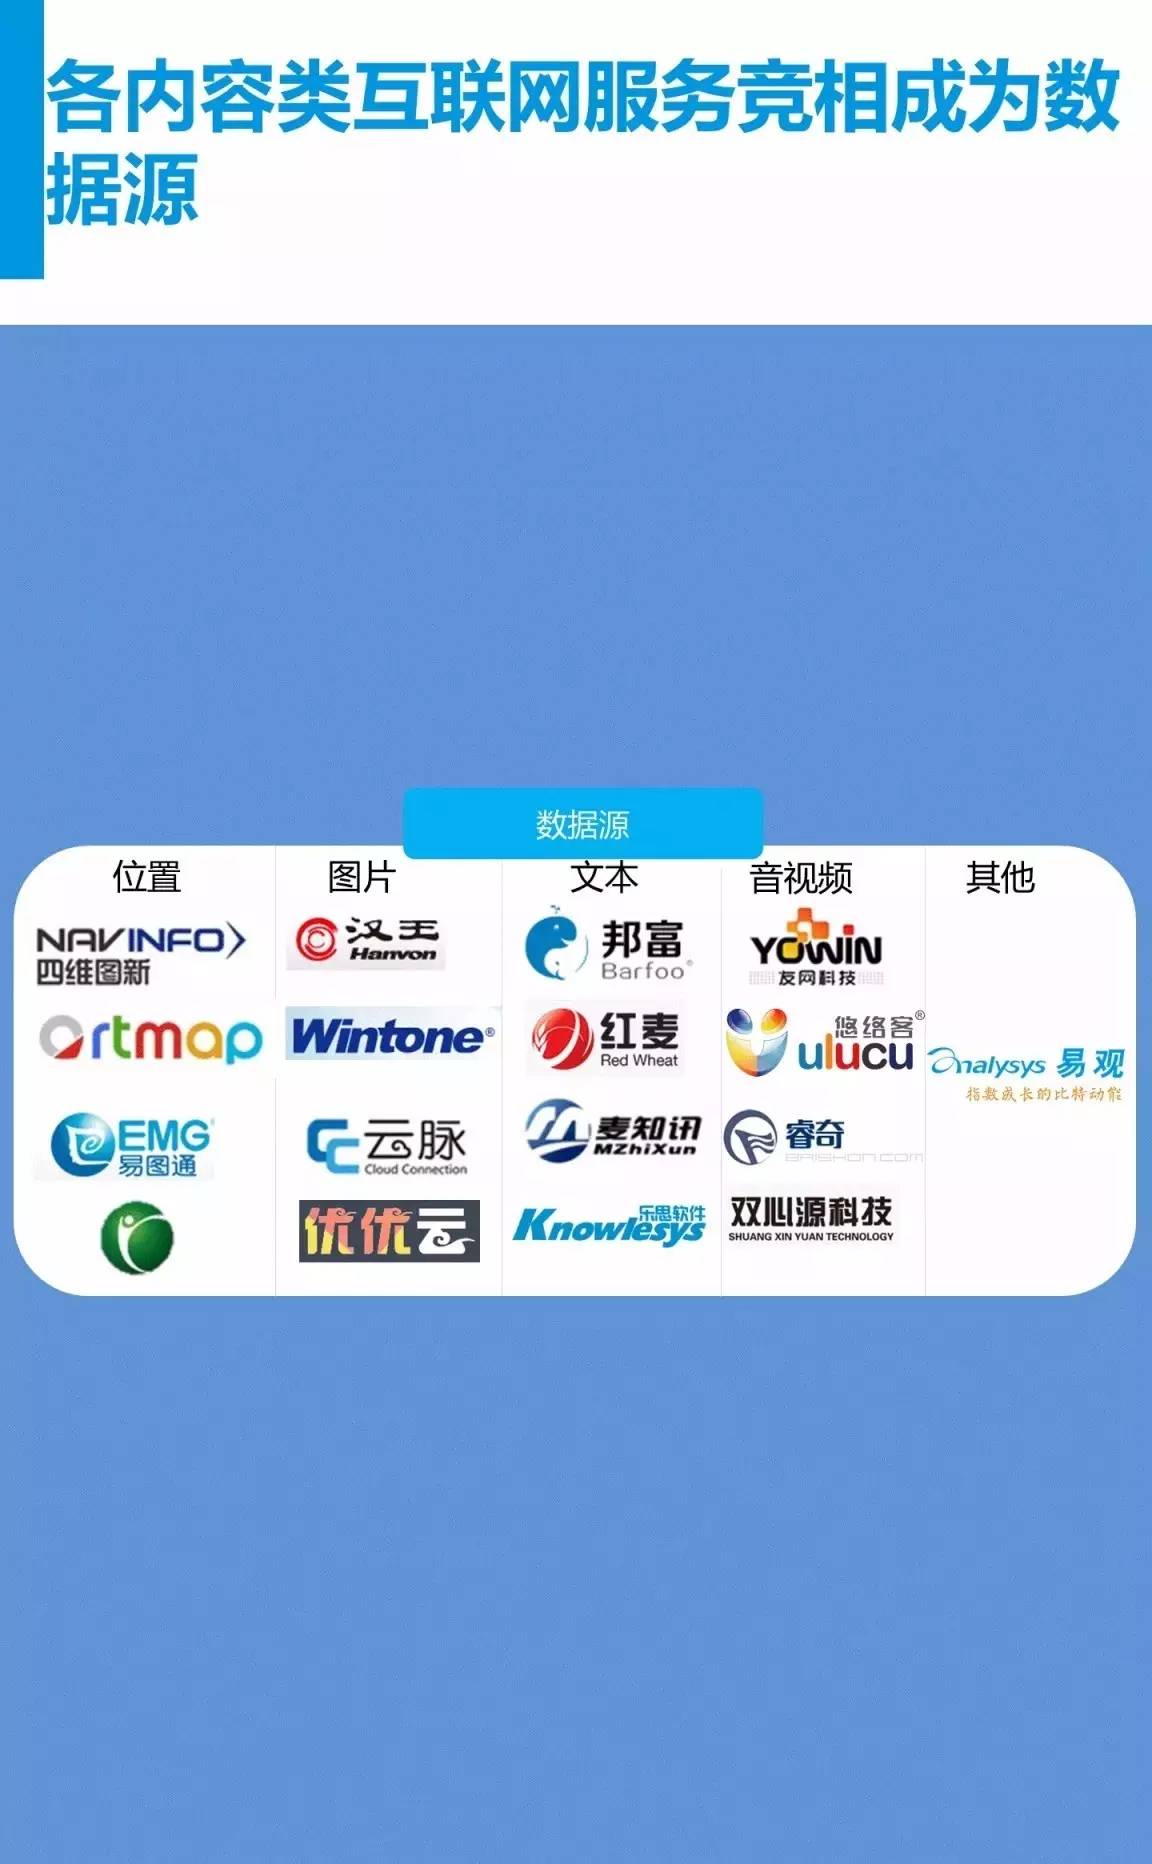 各内容类互联网服务竞相成为数
据源
数据源
位置
NAVINFO
四维图新
artmap
EMG
易图通
图片
汉王
Hanvon
Wintone®
云脉
Cloud Connection
优优云
文本
邦富
Barfoo®
红麦
Red Wheat
麦知讯
MZhiXun
乐思软件
Knowlesys
音视频
YOWiN
友网科技
悠络客®
ulucu
睿奇
双心源科技
SHUANG XIN YUAN TECHNOLOGY
其他
analysys 易观
指数成长的比特动能